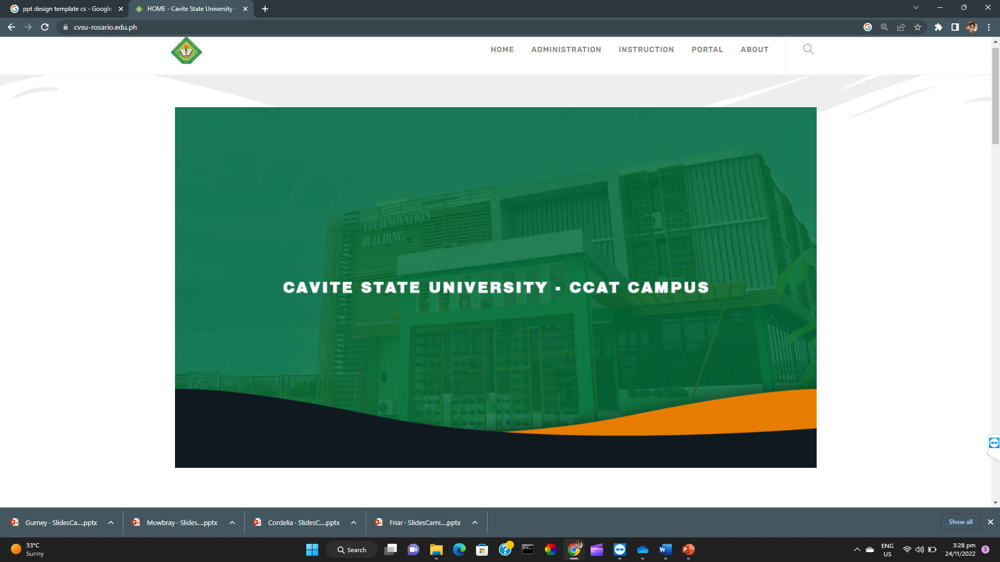 ppt design template cs - Google
HOME - Cavite State University -
cvsu-rosario.edu.ph
HOME
ADMINISTRATION
INSTRUCTION
PORTAL
ABOUT
TECHNOVATION
BUILDING
CAVITE STATE UNIVERSITY - CCAT CAMPUS
Gurney · SlidesCa....pptx
Mowbray · Slides....pptx
Cordelia · SlidesC....pptx
Friar · SlidesCarni....pptx
Show all
33°C
Sunny
Search
ENG
US
3:28 pm
24/11/2022
3